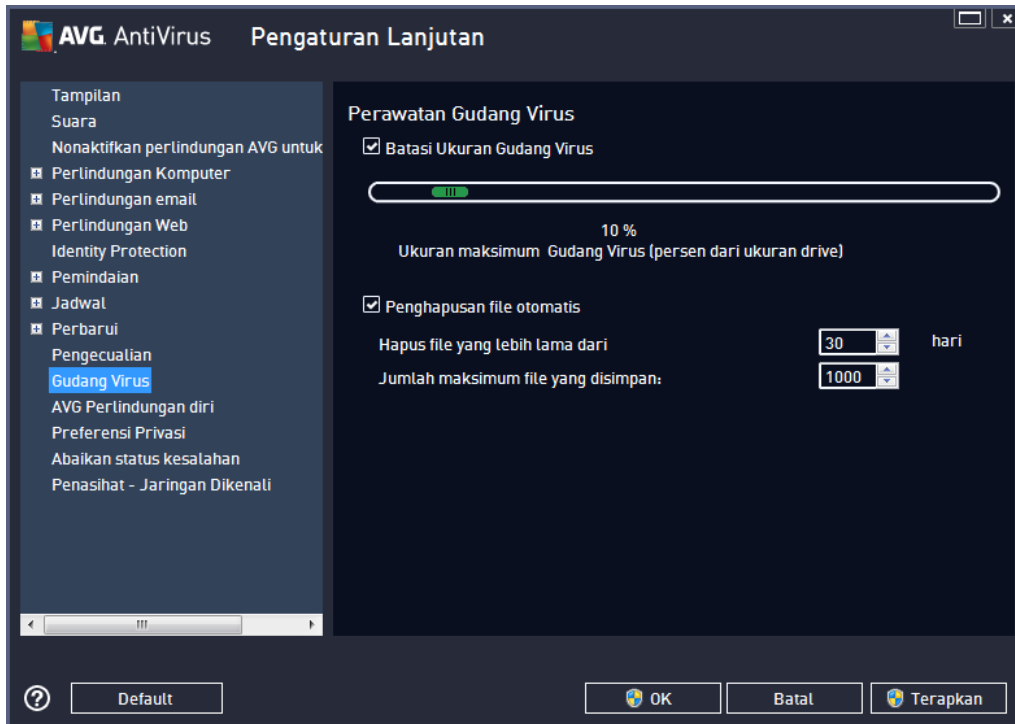 AVG AntiVirus Pengaturan Lanjutan
Tampilan
Suara
Nonaktifkan perlindungan AVG untuk
Perlindungan Komputer
Perlindungan email
Perlindungan Web
Identity Protection
Pemindaian
Jadwal
Perbarui
Pengecualian
Gudang Virus
AVG Perlindungan diri
Preferensi Privasi
Abaikan status kesalahan
Penasihat - Jaringan Dikenali
Perawatan Gudang Virus
Batasi Ukuran Gudang Virus
10 %
Ukuran maksimum Gudang Virus (persen dari ukuran drive)
Penghapusan file otomatis
Hapus file yang lebih lama dari 30 hari
Jumlah maksimum file yang disimpan: 1000
Default OK Batal Terapkan